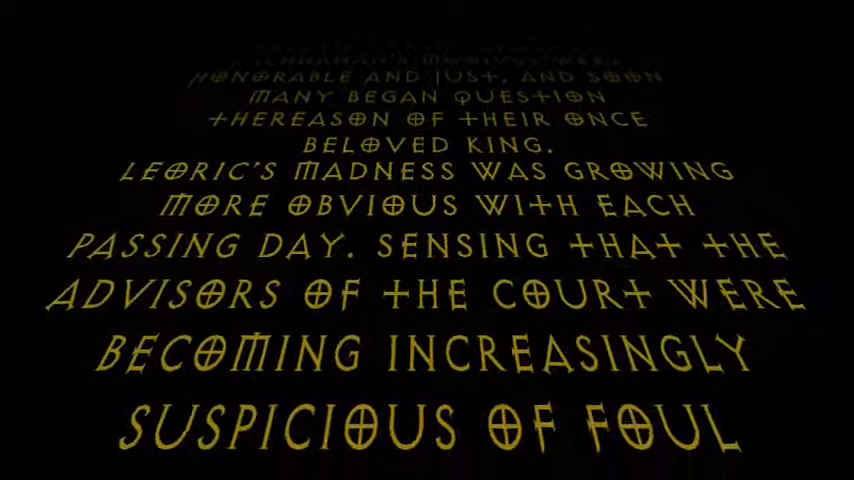 HONORABLE AND JUST, AND SOON
MANY BEGAN QUESTION
THEREASON OF THEIR ONCE
BELOVED KING.
LEORIC'S MADNESS WAS GROWING
MORE OBVIOUS WITH EACH
PASSING DAY. SENSING THAT THE
ADVISORS OF THE COURT WERE
BECOMING INCREASINGLY
SUSPICIOUS OF FOUL